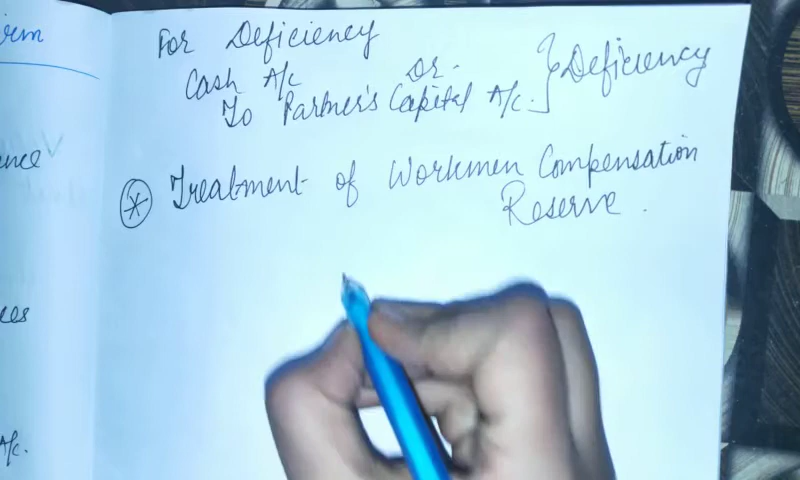 For Deficiency
Cash A/c Dr.
To Partner's Capital A/c.
} Deficiency
* Treatment of Workmen Compensation
Reserve.
A/c.